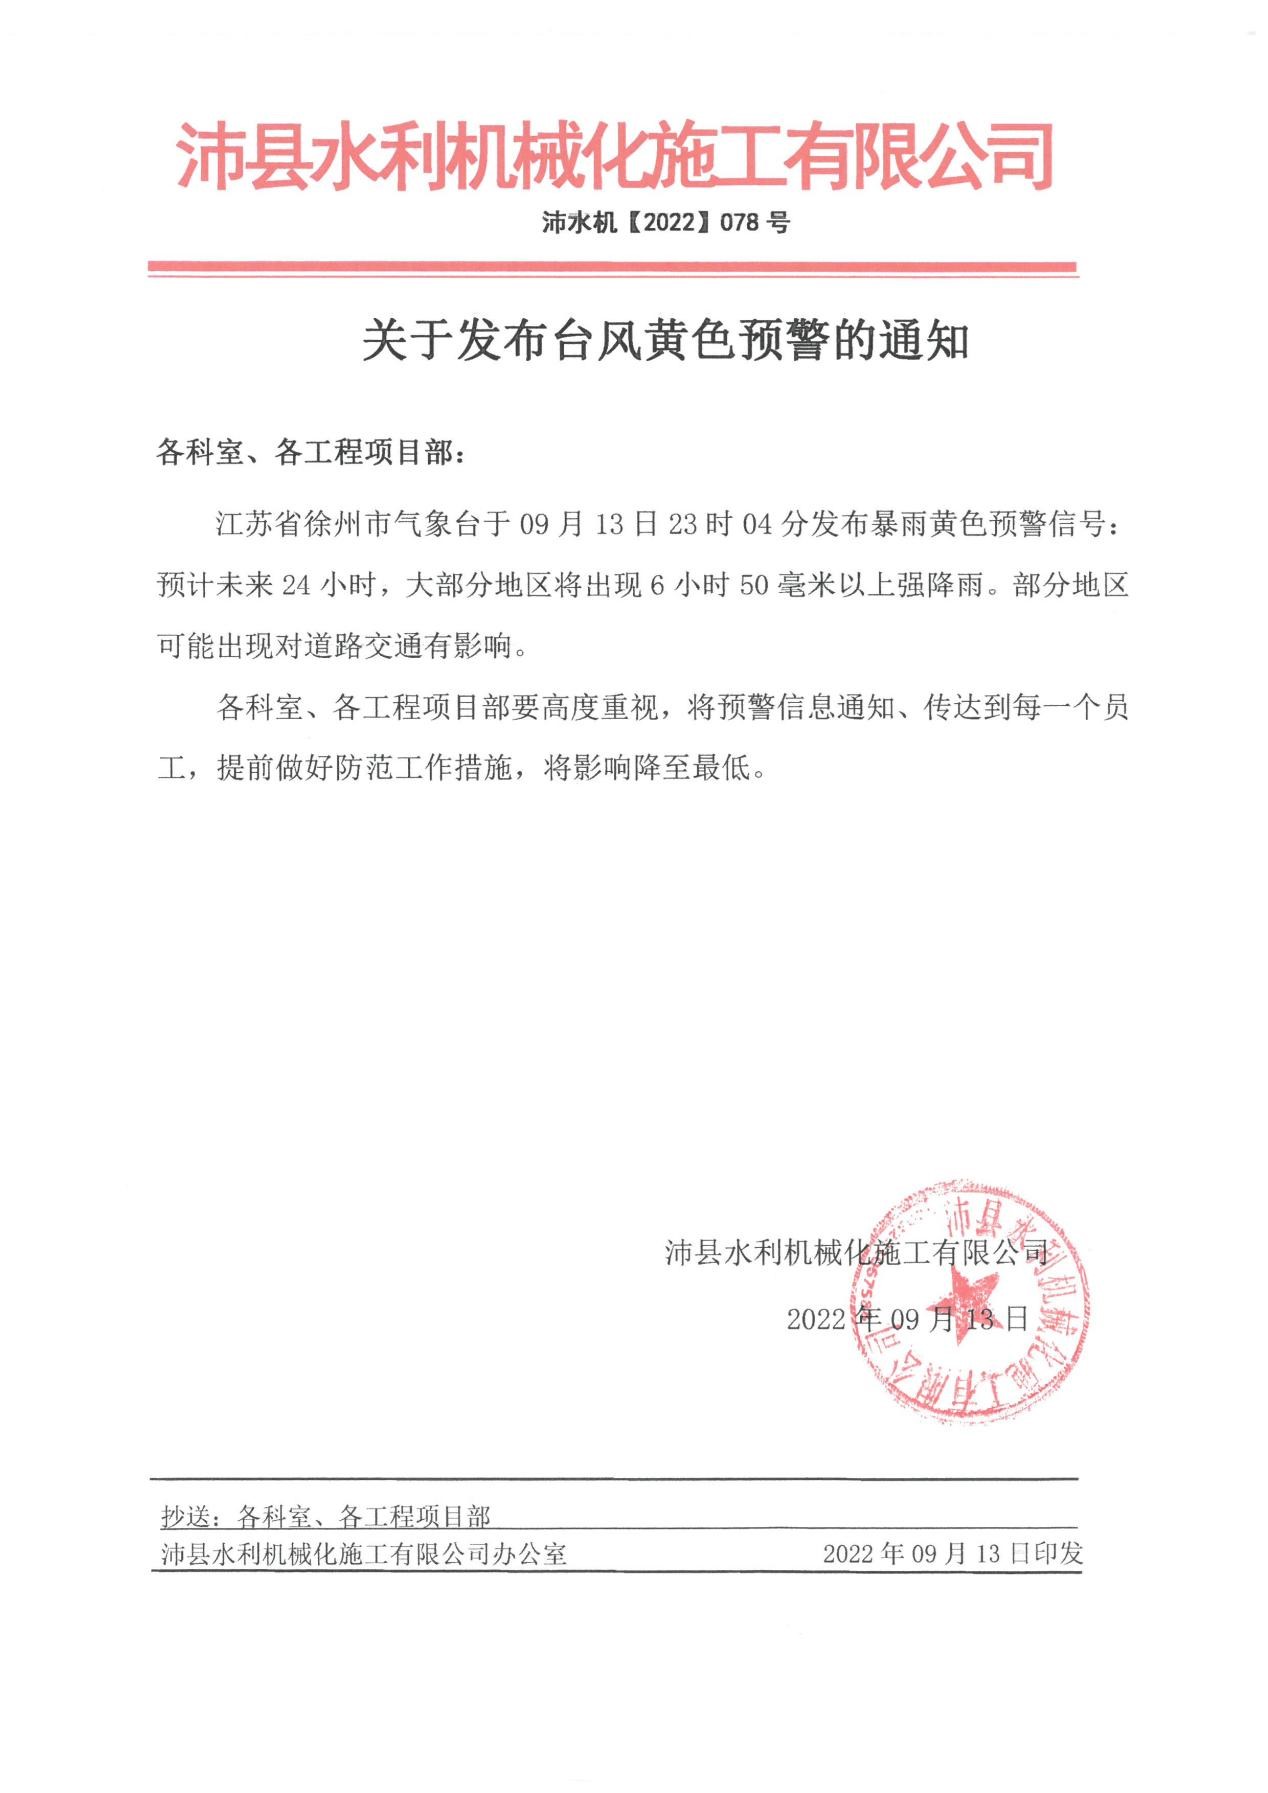 沛县水利机械化施工有限公司
沛水机【2022】078 号
关于发布台风黄色预警的通知
各科室、各工程项目部：
江苏省徐州市气象台于 09 月 13 日 23 时 04 分发布暴雨黄色预警信号：
预计未来 24 小时，大部分地区将出现 6 小时 50 毫米以上强降雨。部分地区
可能出现对道路交通有影响。
各科室、各工程项目部要高度重视，将预警信息通知、传达到每一个员
工，提前做好防范工作措施，将影响降至最低。
沛县水利机械化施工有限公司
2022 年 09 月 13 日
沛县水利机械化施工有限公司
抄送：各科室、各工程项目部
沛县水利机械化施工有限公司办公室 2022 年 09 月 13 日印发